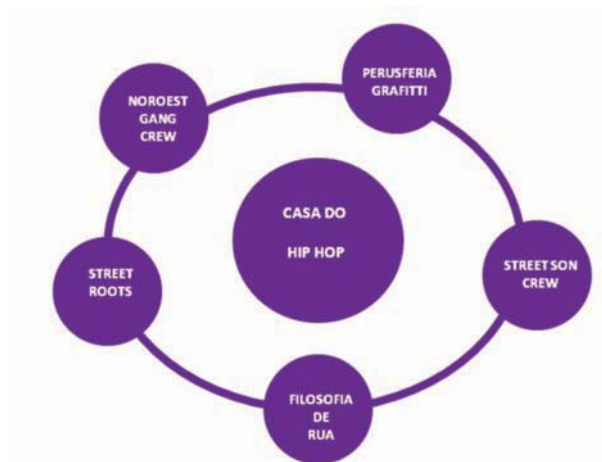 PERUSFERIA
GRAFITTI
NOROEST
GANG
CREW
CASA DO
HIP HOP
STREET
ROOTS
STREET SON
CREW
FILOSOFIA
DE
RUA